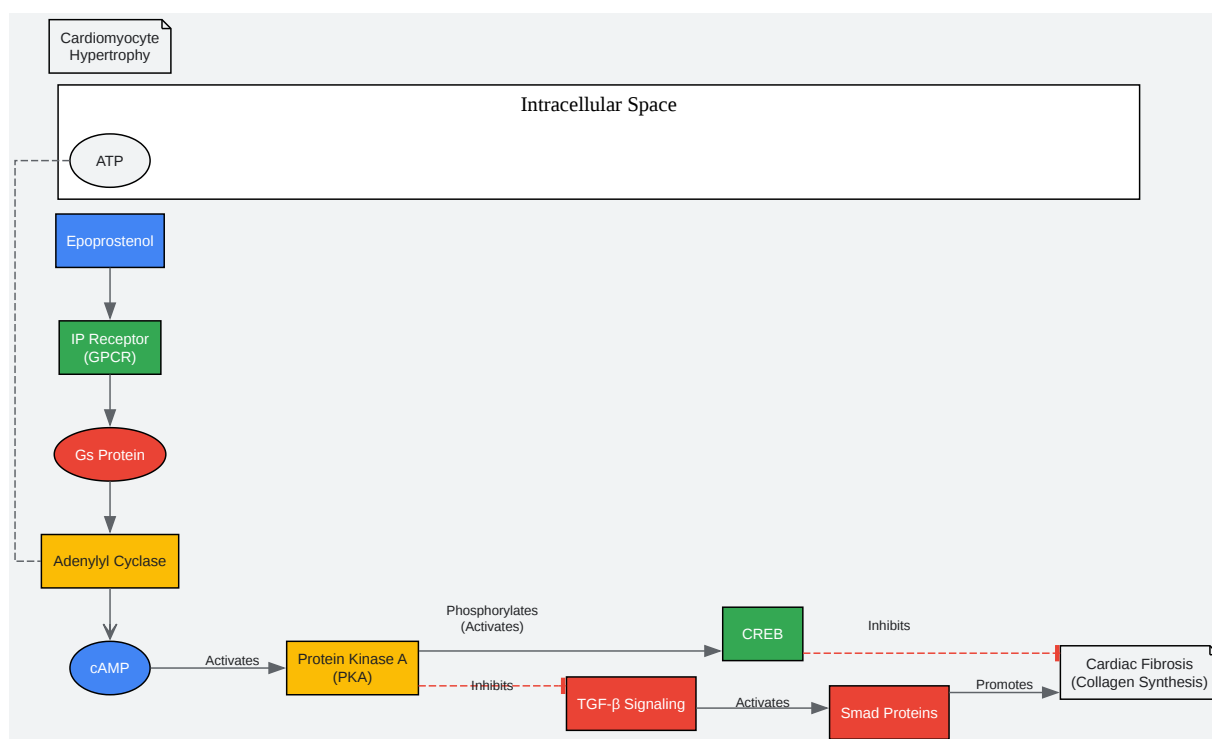 Cardiomyocyte
Hypertrophy
Intracellular Space
ATP
Epoprostenol
IP Receptor
(GPCR)
Gs Protein
Adenylyl Cyclase
cAMP
Activates
Protein Kinase A
(PKA)
Phosphorylates
(Activates)
CREB
Inhibits
Inhibits
TGF-β Signaling
Activates
Smad Proteins
Promotes
Cardiac Fibrosis
(Collagen Synthesis)